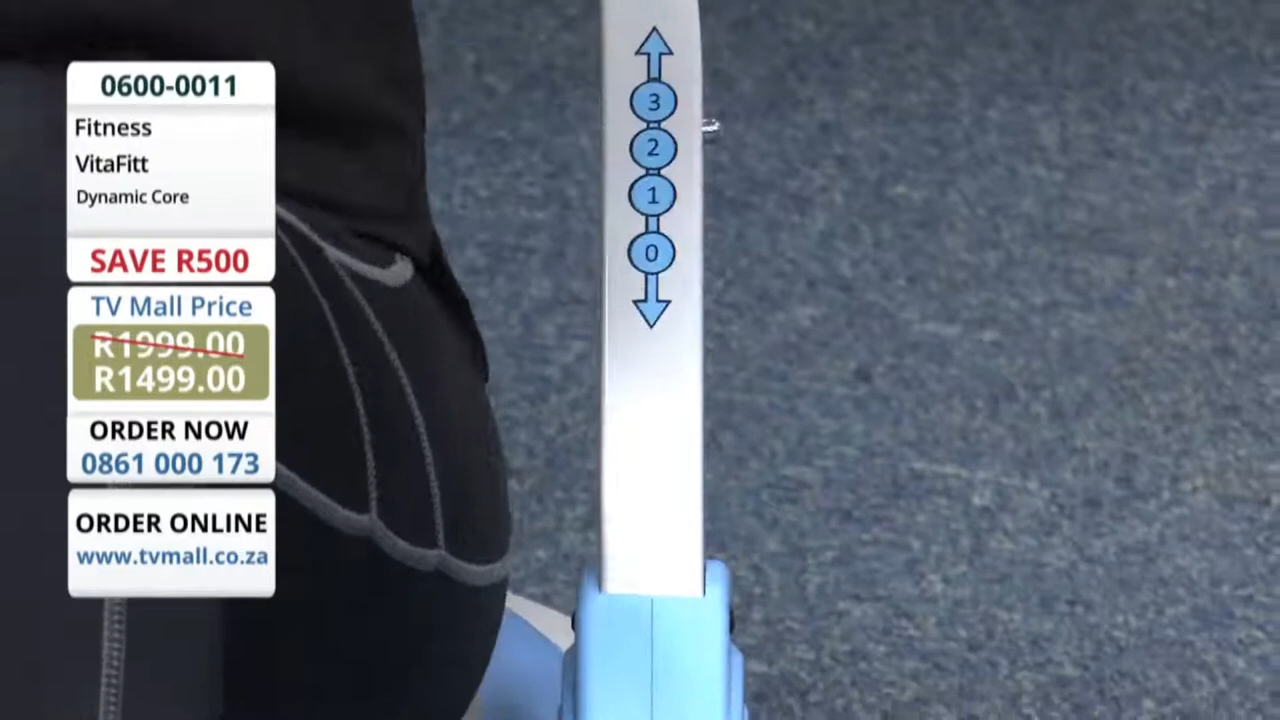 0600-0011
Fitness
VitaFitt
Dynamic Core
SAVE R500
TV Mall Price
R1999.00
R1499.00
ORDER NOW
0861 000 173
ORDER ONLINE
www.tvmall.co.za
3
2
1
0